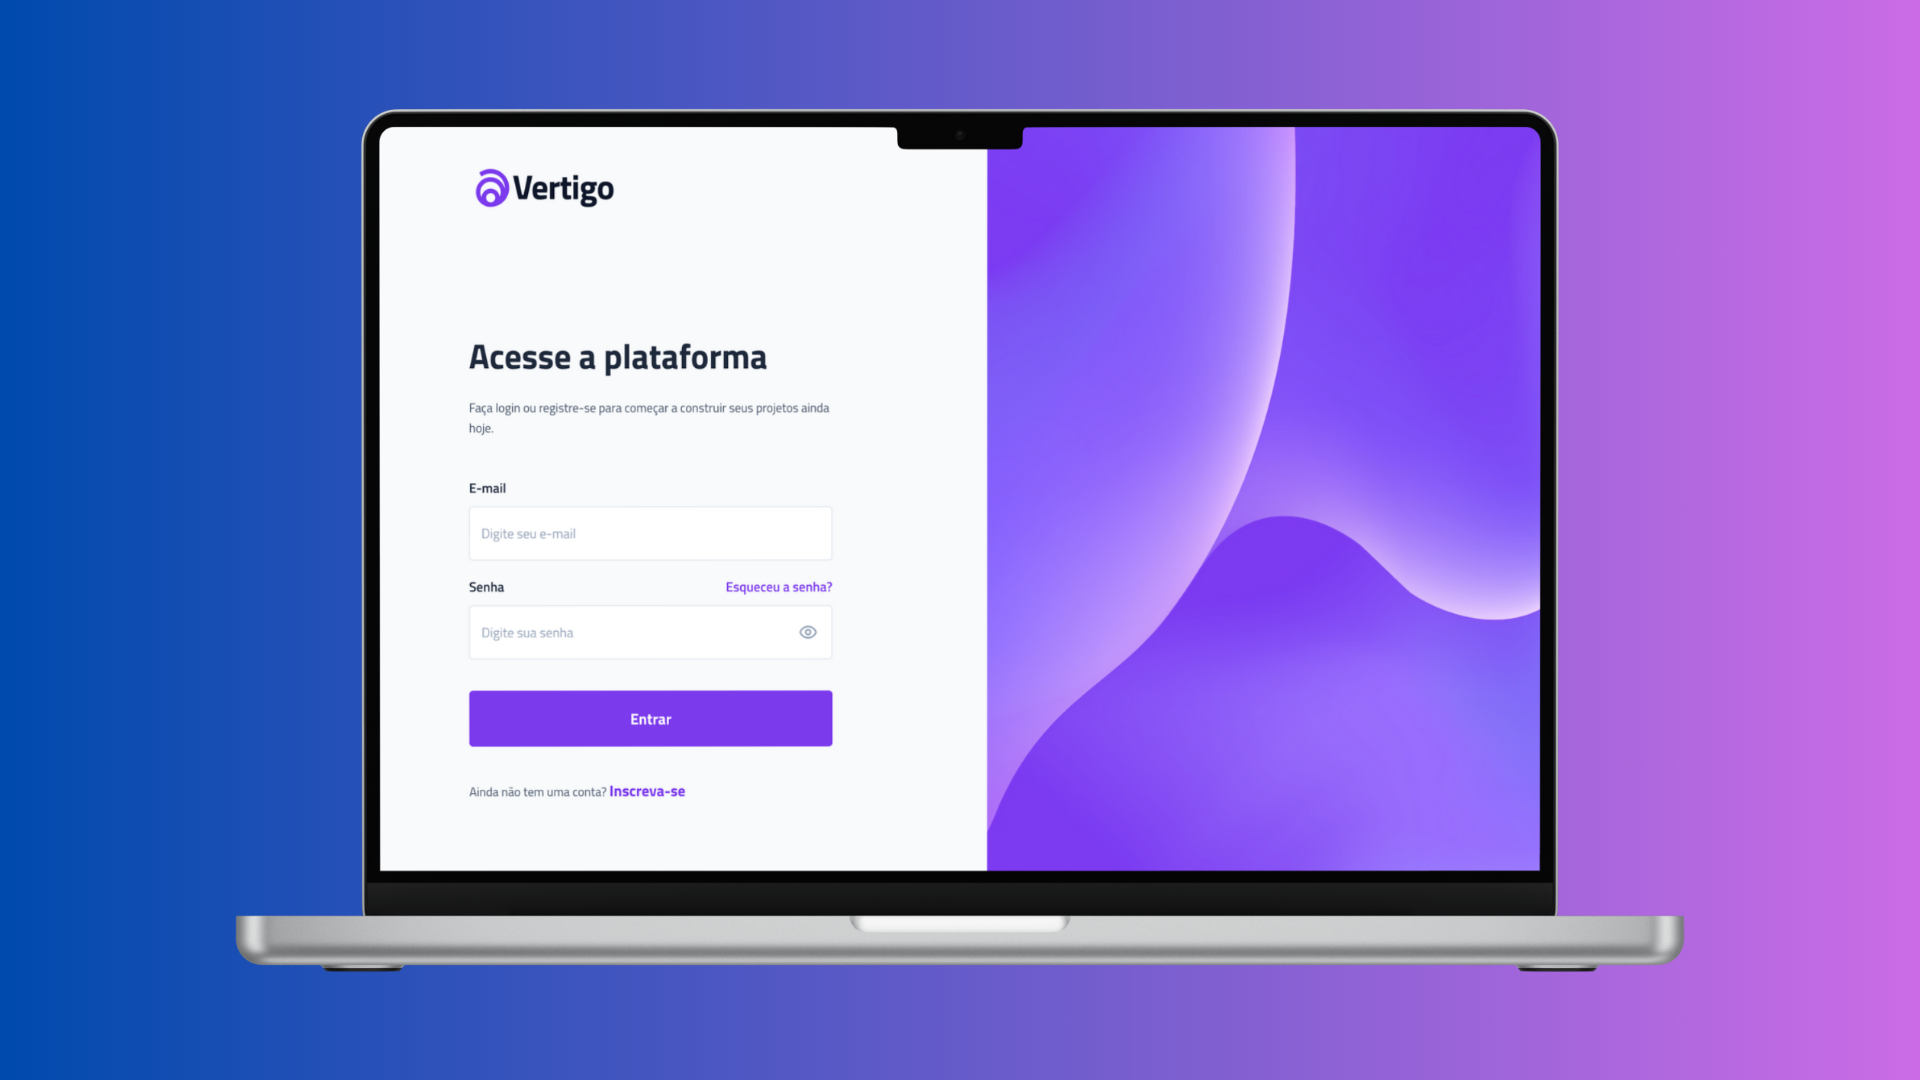 Vertigo
Acesse a plataforma
Faça login ou registre-se para começar a construir seus projetos ainda
hoje.
E-mail
Digite seu e-mail
Senha Esqueceu a senha?
Digite sua senha
Entrar
Ainda não tem uma conta? Inscreva-se